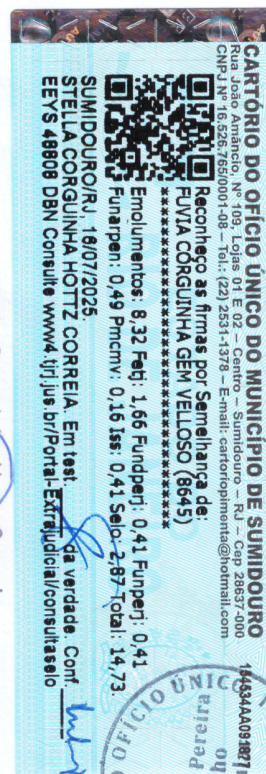 CARTÓRIO DO OFÍCIO ÚNICO DO MUNICÍPIO DE SUMIDOURO
Rua João Amâncio, Nº 109, Lojas 01 E 02 – Centro – Sumidouro – RJ – Cep 28637-000
CNPJ Nº 16.526.765/0001-08 – Tel.: (22) 2531-1378 – E-mail: cartoriopimenta@hotmail.com
154534AA091827
Reconheço as firmas por Semelhança de:
FUVIA CORGUINHA GEM VELLOSO (8645)
Emolumentos: 8,32 Fetj: 1,66 Fundperj: 0,41 Funperj: 0,41
Funarpen: 0,49 Pmcmv: 0,16 Iss: 0,41 Selo: 2,87 Total: 14,73.
SUMIDOURO/RJ, 16/07/2025.
STELLA CORGUINHA HOTTZ CORREIA. Em test. da verdade. Conf.
EEYS 48808 DBN Consulte www4.tjrj.jus.br/Portal-Extrajudicial/consultaselo
OFÍCIO ÚNICO
Pereira
ho